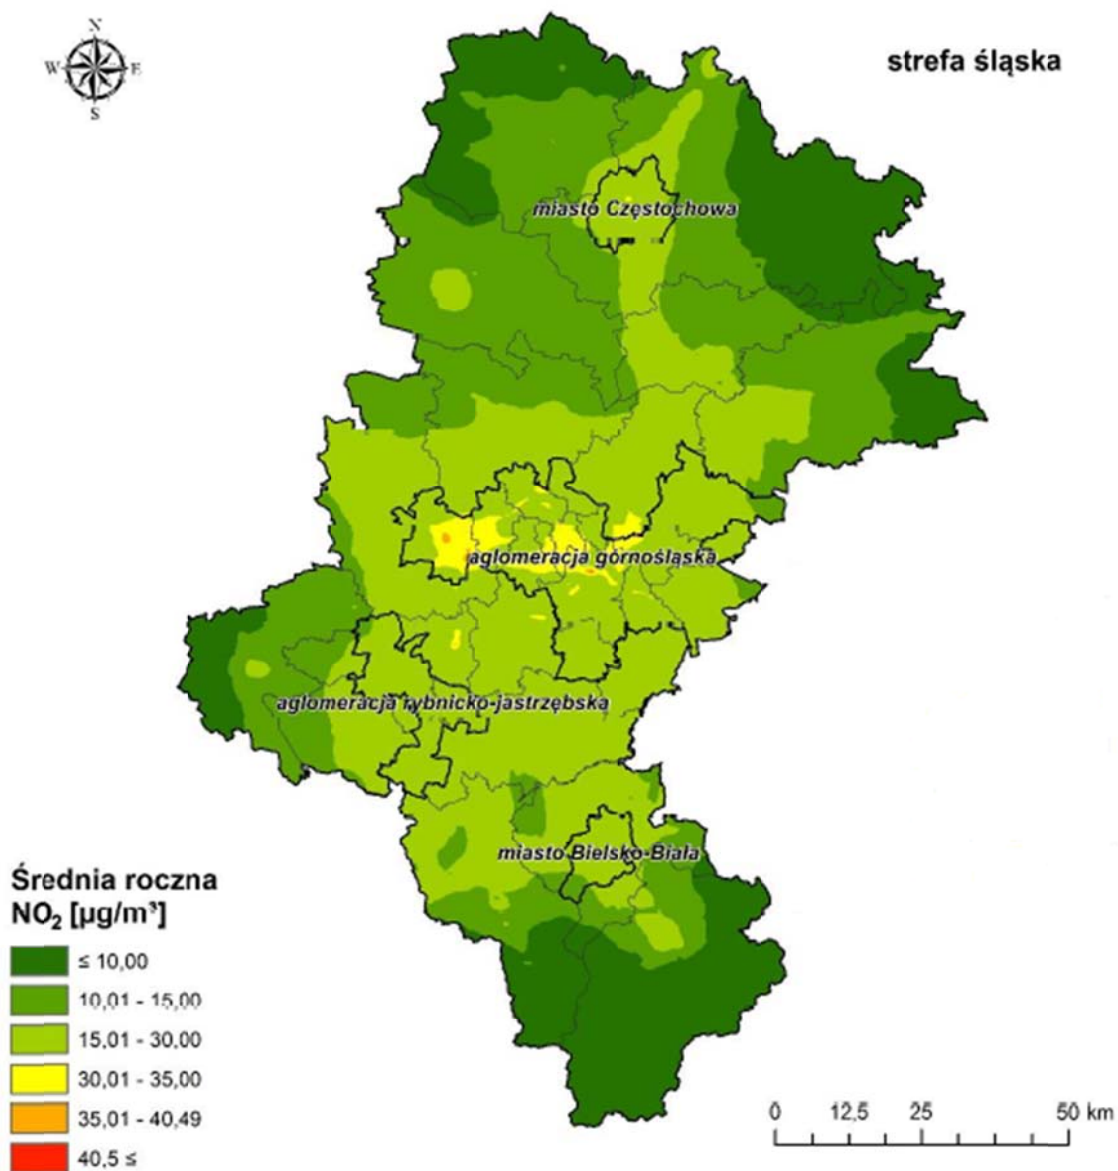 N
W E
S
strefa śląska
miasto Częstochowa
aglomeracja górnośląska
aglomeracja rybnicko-jastrzębska
miasto Bielsko-Biała
Średnia roczna
NO₂ [µg/m³]
≤ 10,00
10,01 - 15,00
15,01 - 30,00
30,01 - 35,00
35,01 - 40,49
40,5 ≤
0 12,5 25 50 km